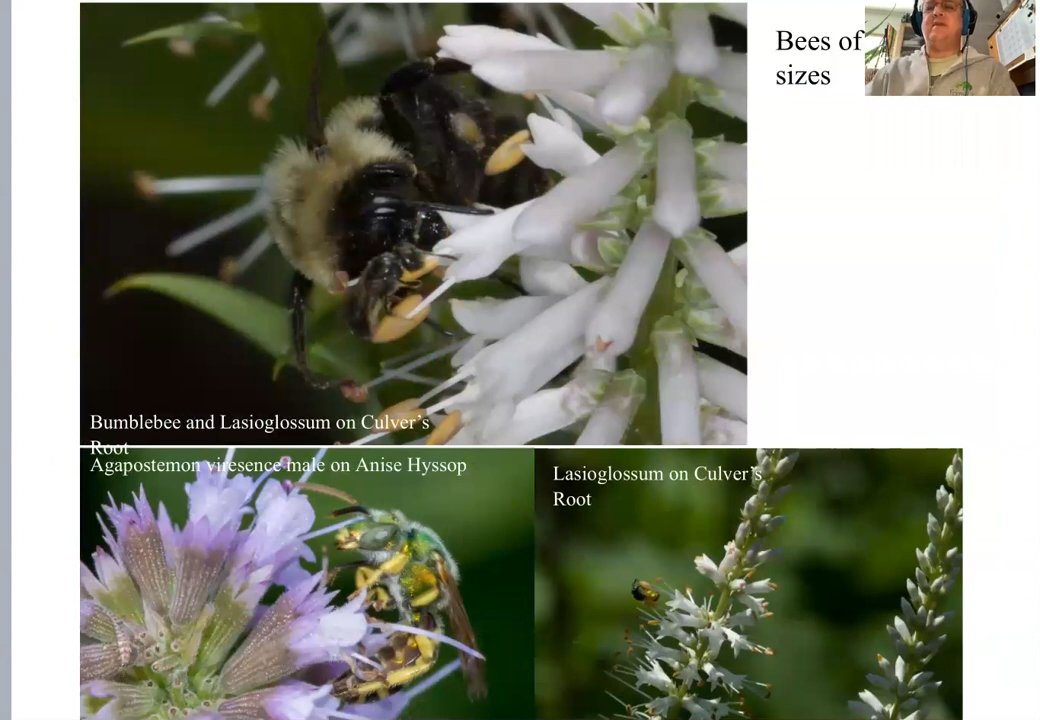 Bees of
sizes
Bumblebee and Lasioglossum on Culver's
Root
Agapostemon viresence male on Anise Hyssop
Lasioglossum on Culver's
Root